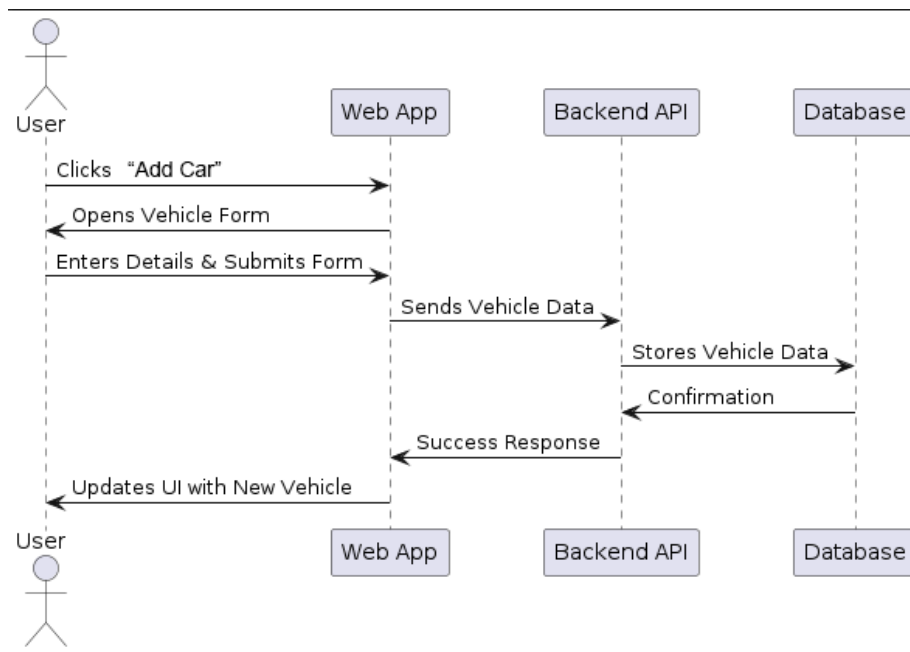 User
Web App
Backend API
Database
Clicks “Add Car”
Opens Vehicle Form
Enters Details & Submits Form
Sends Vehicle Data
Stores Vehicle Data
Confirmation
Success Response
Updates UI with New Vehicle
User
Web App
Backend API
Database